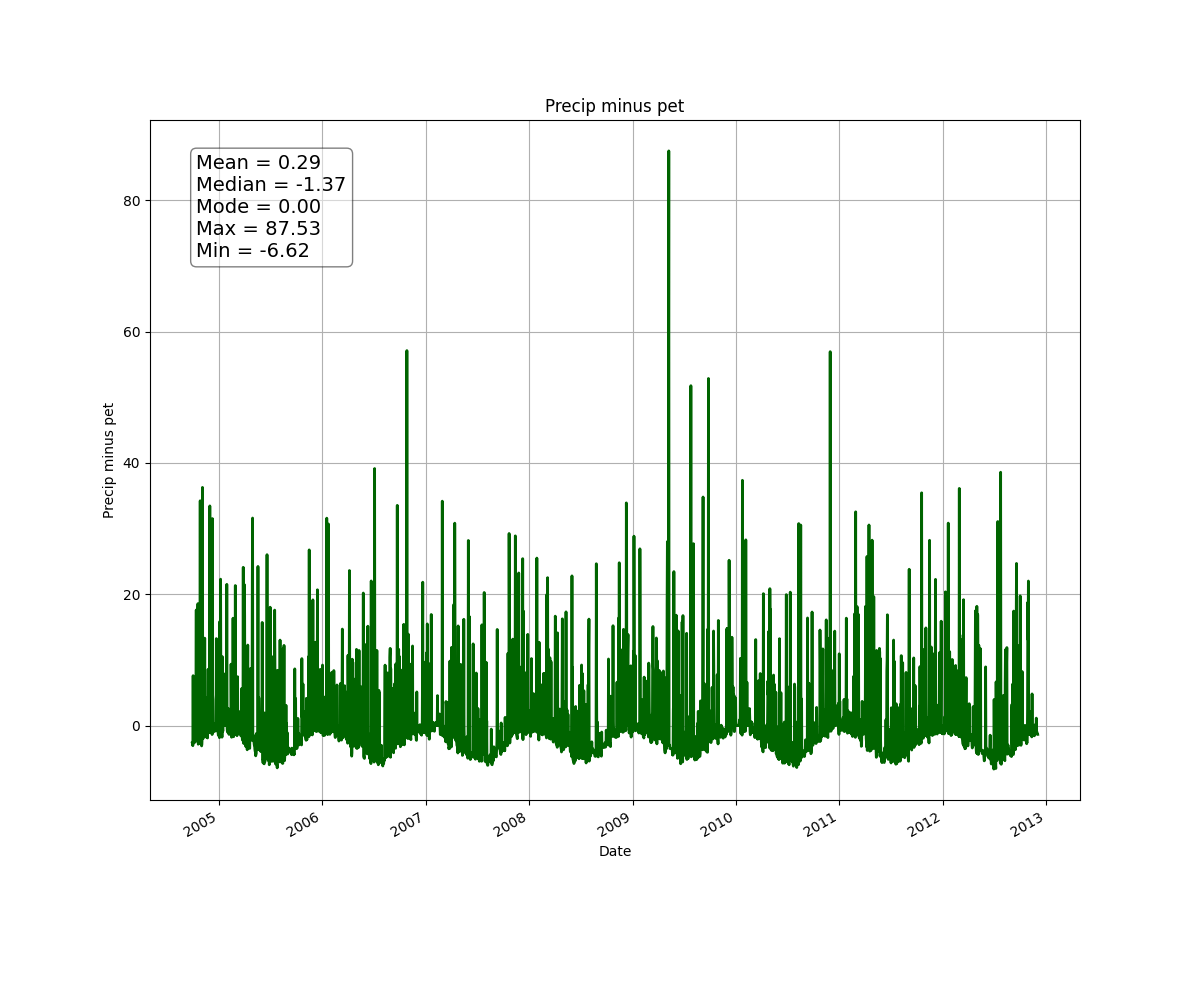 Precip minus pet
Mean = 0.29
Median = -1.37
Mode = 0.00
Max = 87.53
Min = -6.62
80
60
40
20
0
Precip minus pet
2005
2006
2007
2008
2009
2010
2011
2012
2013
Date